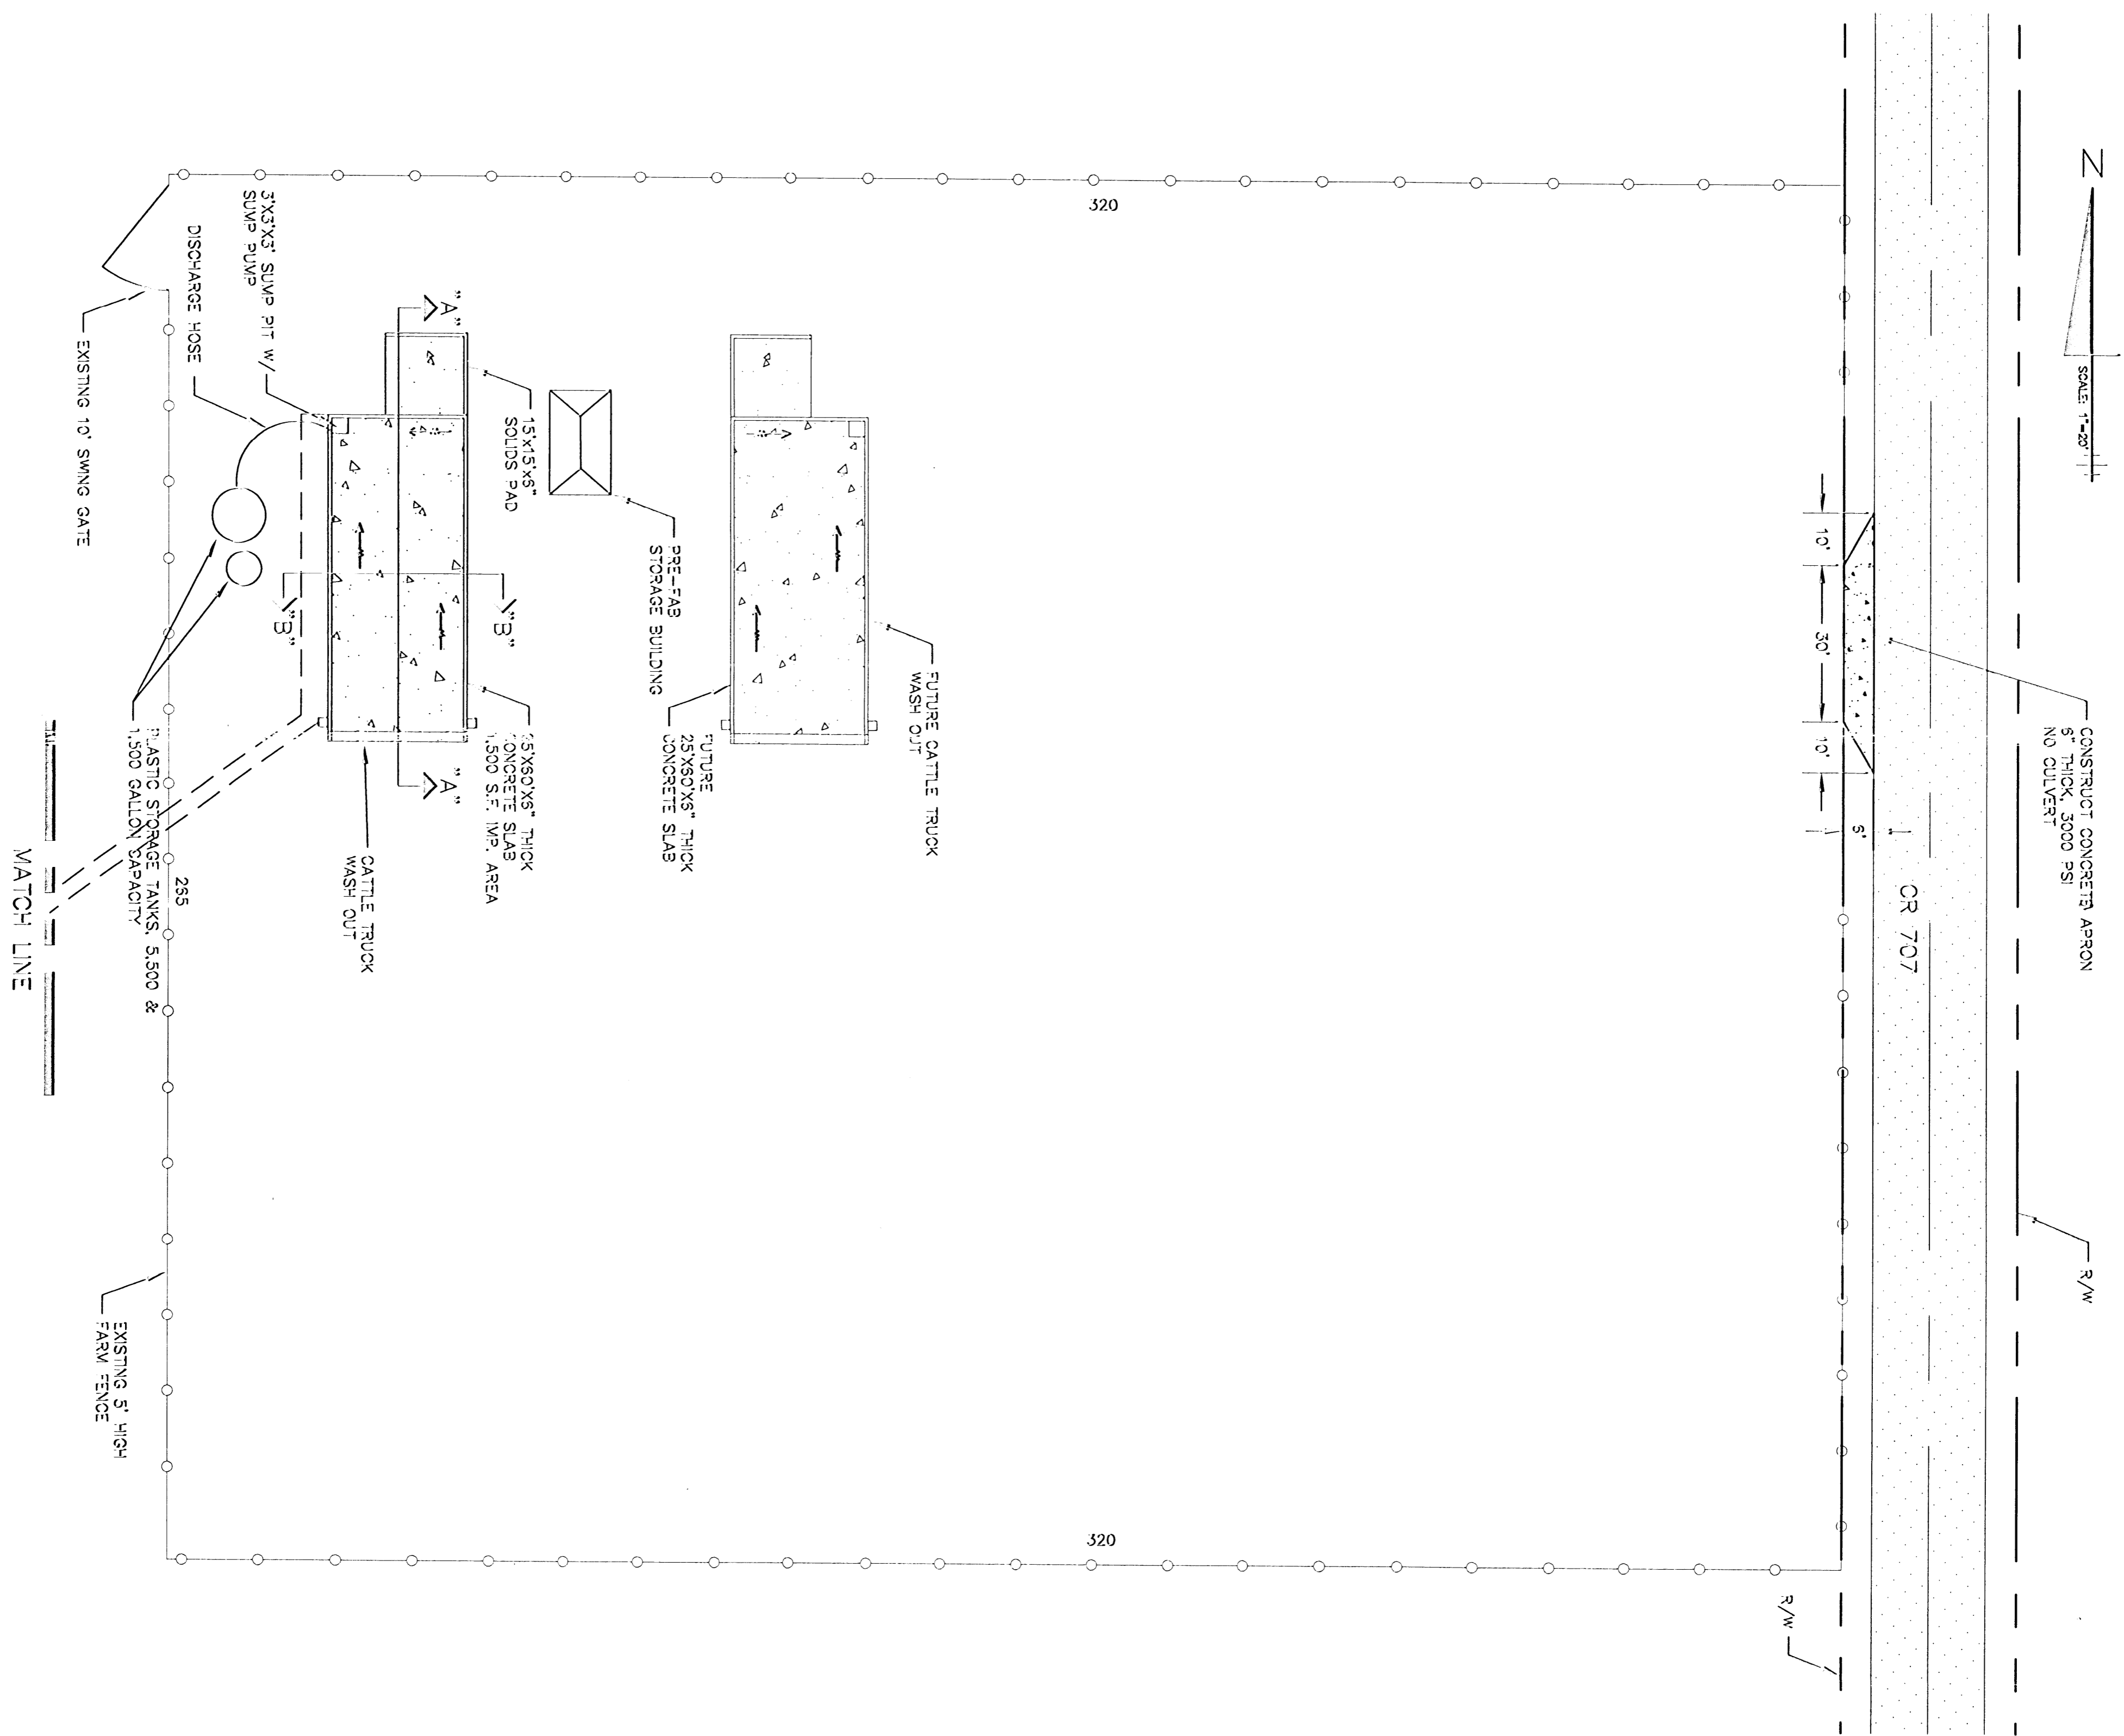 N
SCALE: 1"=20'
CONSTRUCT CONCRETE APRON
6" THICK, 3000 PSI
NO CULVERT
R/W
CR 707
10'
30'
10'
6'
R/W
320
320
FUTURE CATTLE TRUCK
WASH OUT
FUTURE
25'X60'X6" THICK
CONCRETE SLAB
PRE-FAB
STORAGE BUILDING
15'x15'x6"
SOLIDS PAD
25'X60'X6" THICK
CONCRETE SLAB
1,500 S.F. IMP. AREA
"A"
"A"
"B"
"B"
CATTLE TRUCK
WASH OUT
3'X3'X3' SUMP PIT W/
SUMP PUMP
DISCHARGE HOSE
EXISTING 10' SWING GATE
PLASTIC STORAGE TANKS, 5,500 &
1,500 GALLON CAPACITY
265
EXISTING 5' HIGH
FARM FENCE
MATCH LINE